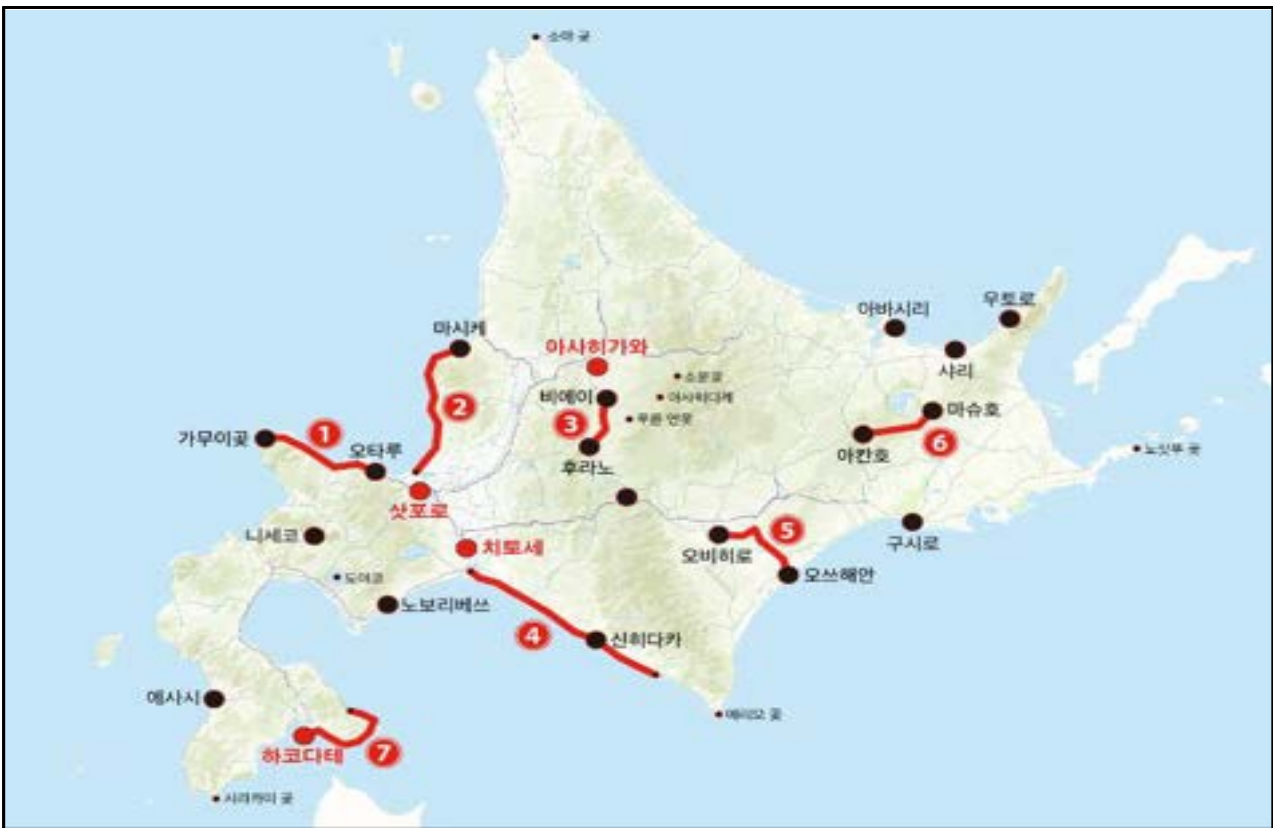 소야 곶
마시케
아사히가와
아바시리
우토로
샤리
소운꼴
비에이
아사히다케
푸른 연못
2
3
마슈호
가무이곶
1
오타루
후라노
아칸호
6
노삿푸 곶
삿포로
니세코
치토세
오비히로
5
구시로
도야코
오쓰해안
노보리베쓰
4
신히다카
에사시
에리모 곶
하코다테
7
시라카미 곶